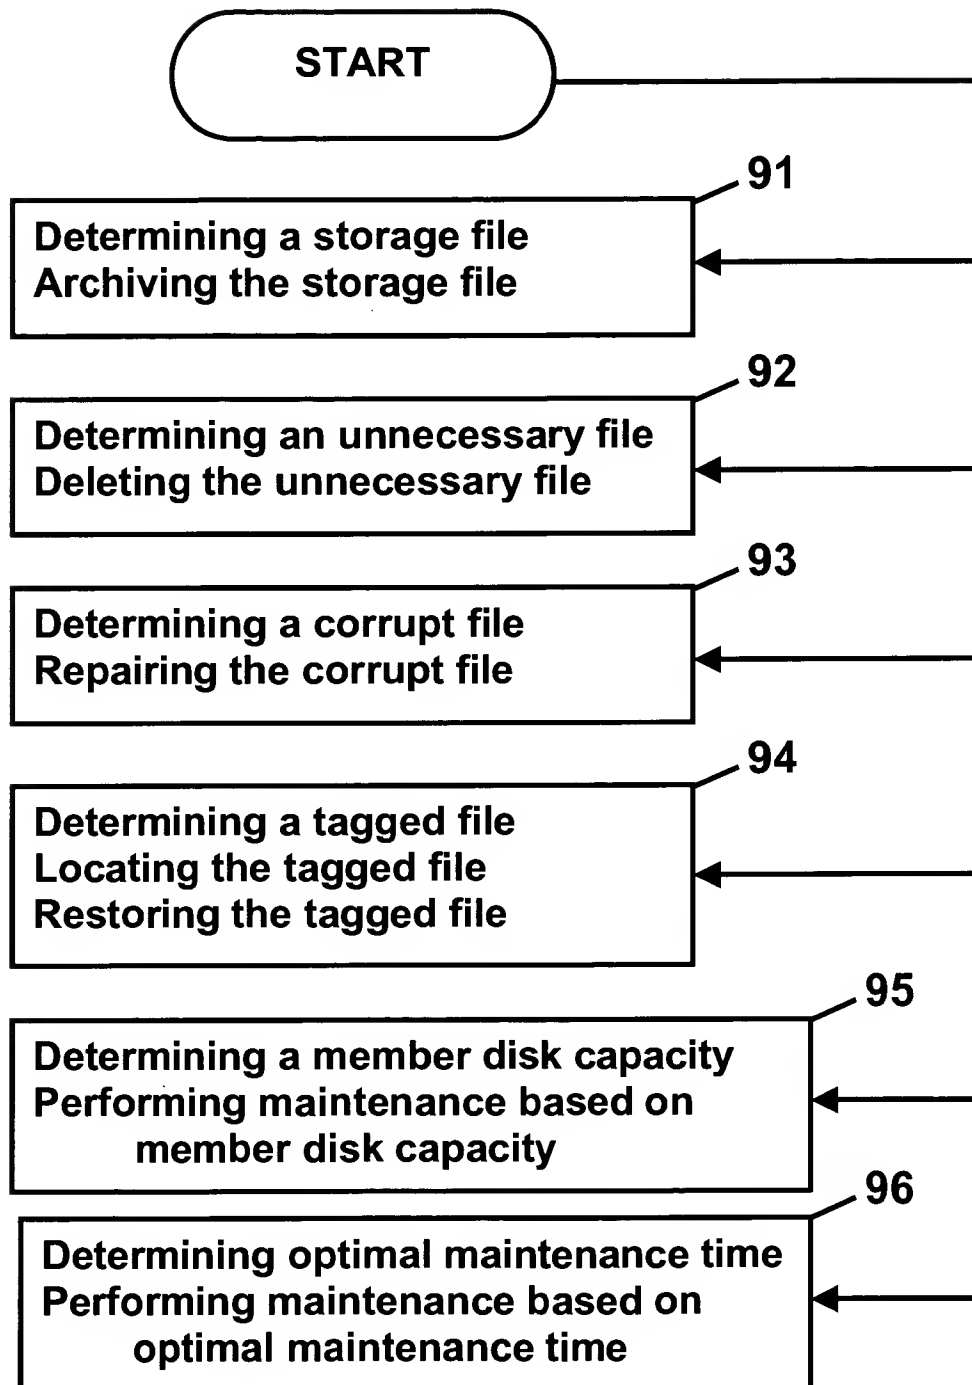 START
91
Determining a storage file
Archiving the storage file
92
Determining an unnecessary file
Deleting the unnecessary file
93
Determining a corrupt file
Repairing the corrupt file
94
Determining a tagged file
Locating the tagged file
Restoring the tagged file
95
Determining a member disk capacity
Performing maintenance based on
member disk capacity
96
Determining optimal maintenance time
Performing maintenance based on
optimal maintenance time